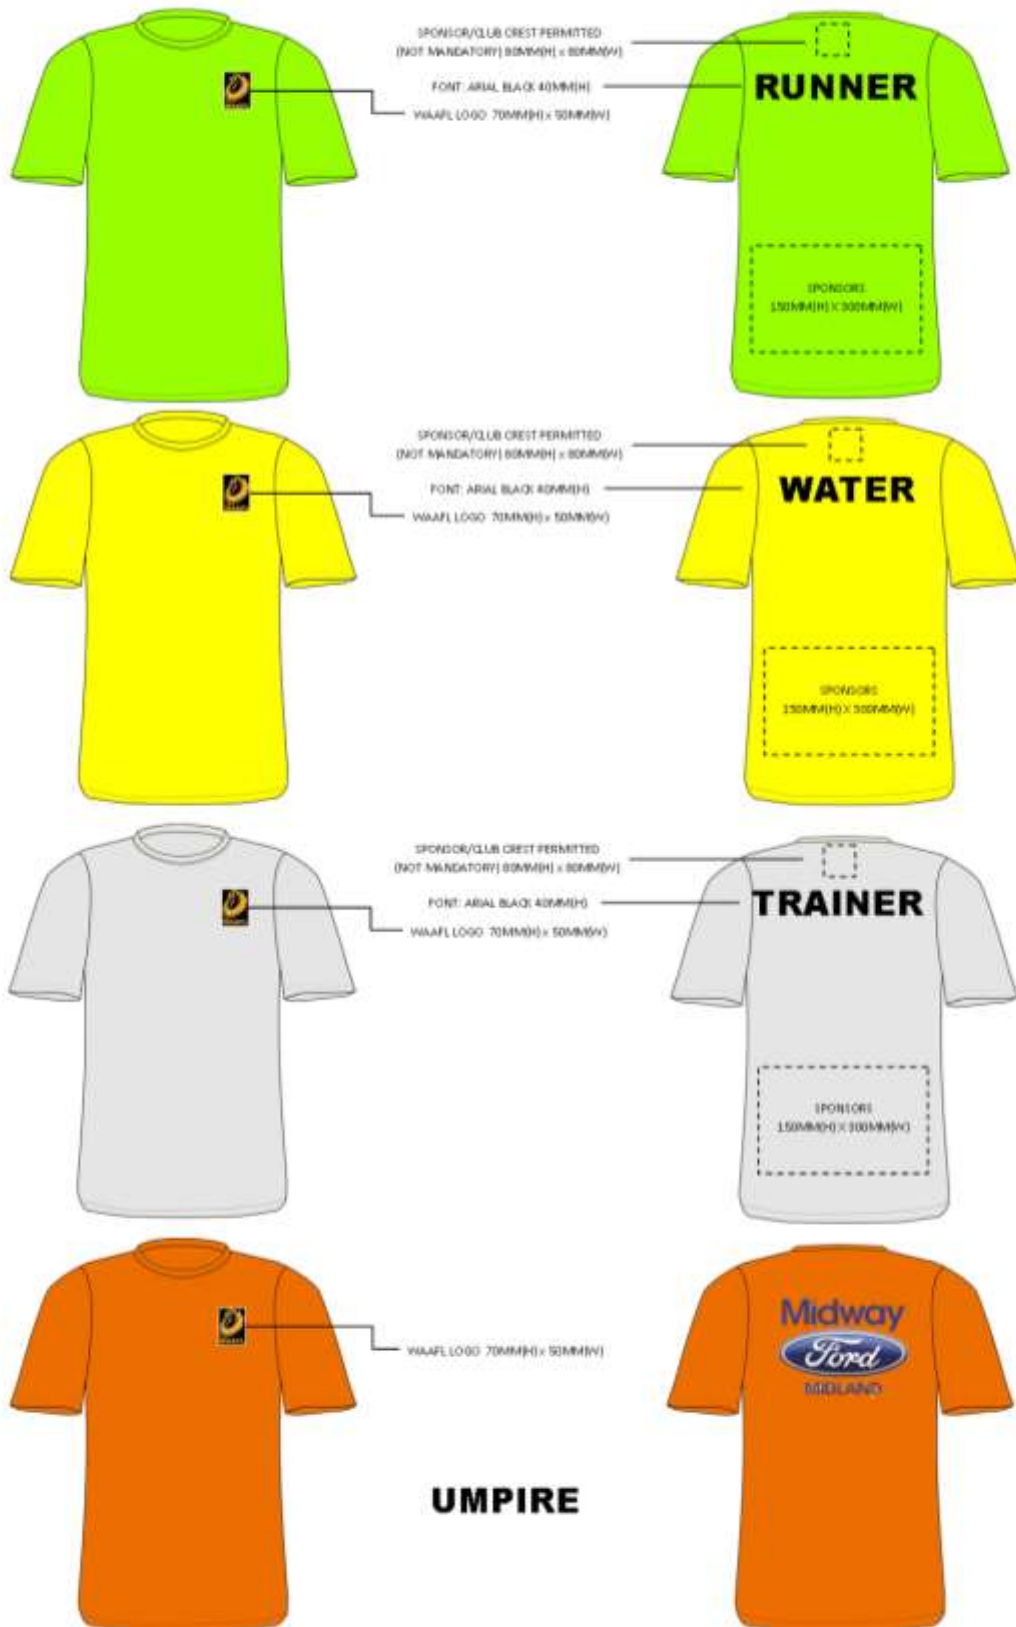 SPONSOR/CLUB CREST PERMITTED
(NOT MANDATORY) 80MM(H) x 80MM(W)
FONT: ARIAL BLACK 40MM(H)
WAAFL LOGO 70MM(H) x 50MM(W)
RUNNER
SPONSORS
150MM(H) X 300MM(W)
SPONSOR/CLUB CREST PERMITTED
(NOT MANDATORY) 80MM(H) x 80MM(W)
FONT: ARIAL BLACK 40MM(H)
WAAFL LOGO 70MM(H) x 50MM(W)
WATER
SPONSORS
150MM(H) X 300MM(W)
SPONSOR/CLUB CREST PERMITTED
(NOT MANDATORY) 80MM(H) x 80MM(W)
FONT: ARIAL BLACK 40MM(H)
WAAFL LOGO 70MM(H) x 50MM(W)
TRAINER
SPONSORS
150MM(H) X 300MM(W)
WAAFL LOGO 70MM(H) x 50MM(W)
Midway
Ford
MIDLAND
UMPIRE